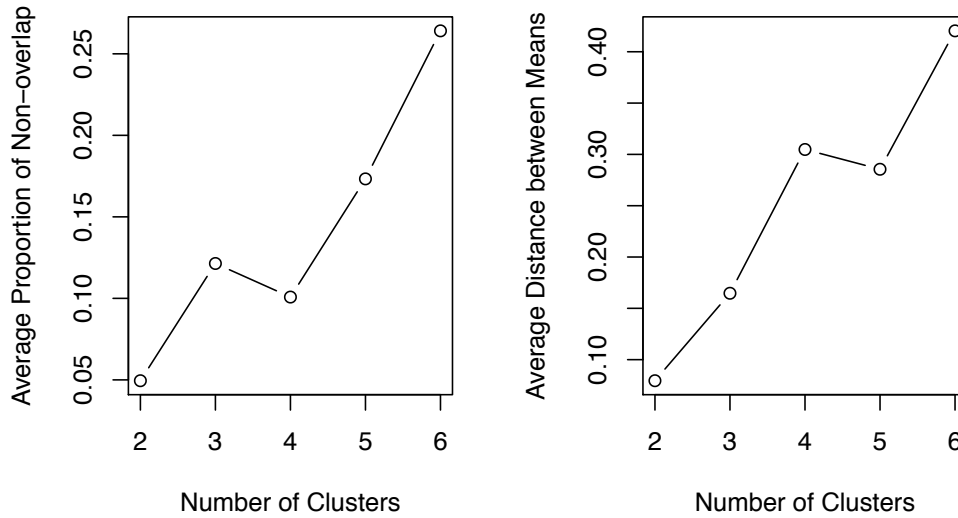 Average Proportion of Non−overlap
0.25
0.20
0.15
0.10
0.05
2 3 4 5 6
Number of Clusters
Average Distance between Means
0.40
0.30
0.20
0.10
2 3 4 5 6
Number of Clusters